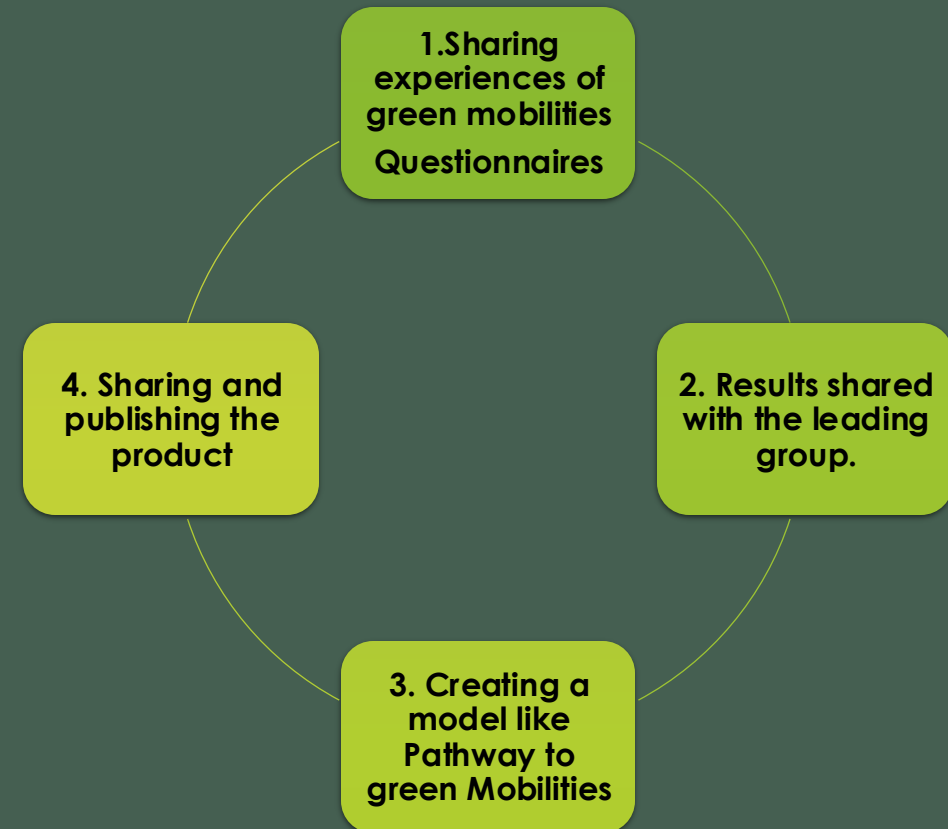 1.Sharing
experiences of
green mobilities
Questionnaires
2. Results shared
with the leading
group.
3. Creating a
model like
Pathway to
green Mobilities
4. Sharing and
publishing the
product